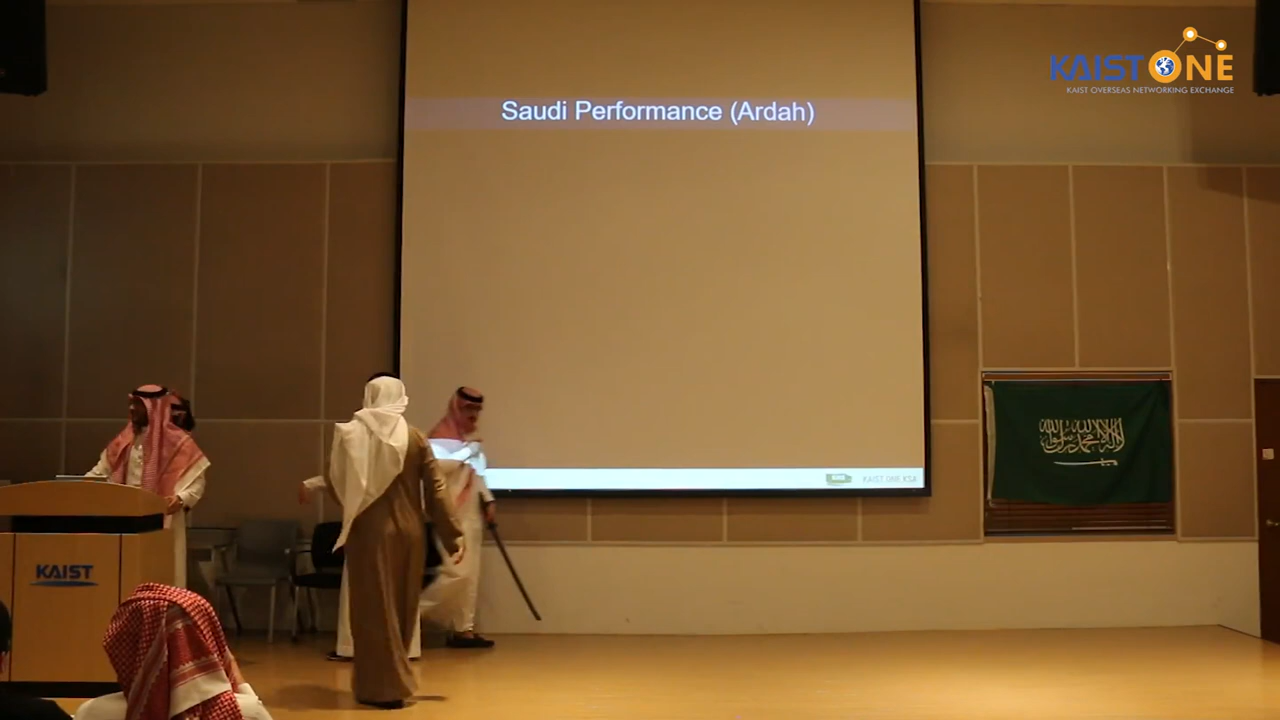 KAIST ONE
KAIST OVERSEAS NETWORKING EXCHANGE
Saudi Performance (Ardah)
لا إله إلا الله محمد رسول الله
KAIST ONE KSA
KAIST